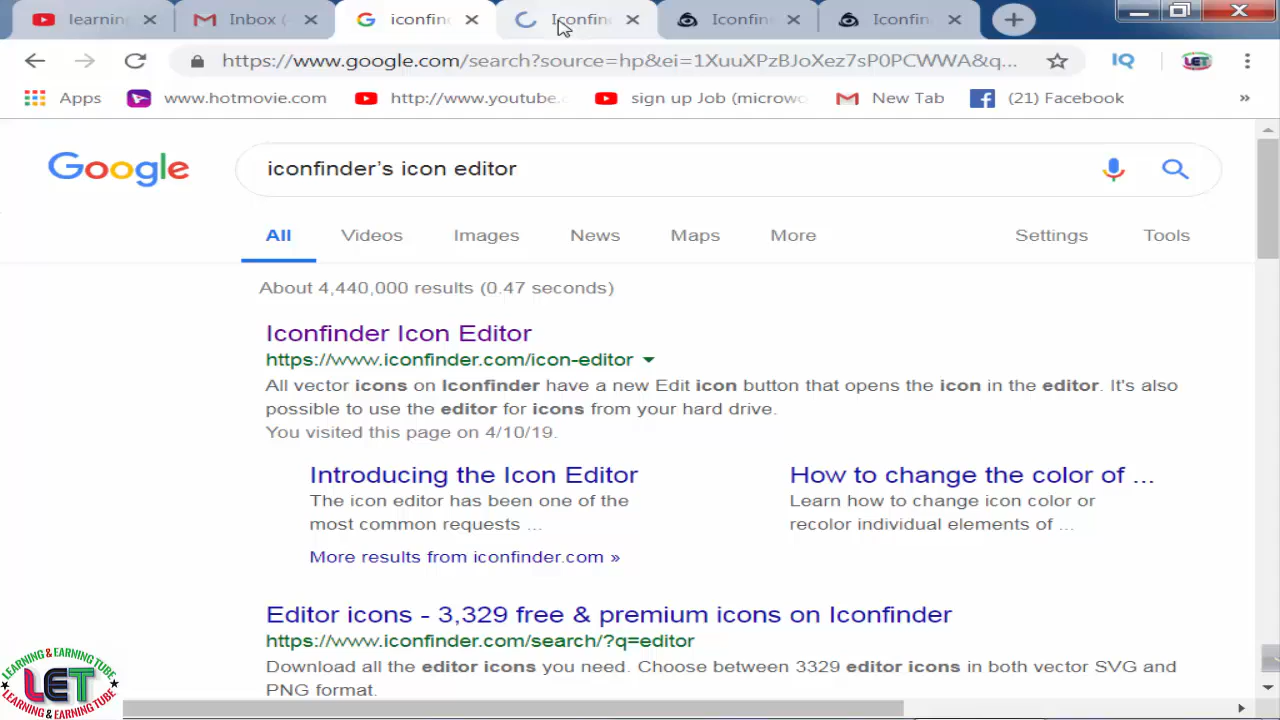 learning
Inbox (
iconfin
Iconfin
Iconfin
Iconfin
https://www.google.com/search?source=hp&ei=1XuuXPzBJoXez7sP0PCWWA&q...
IQ
LET
Apps
www.hotmovie.com
http://www.youtube.
sign up Job (microw
New Tab
(21) Facebook
»
Google
iconfinder's icon editor
All Videos Images News Maps More Settings Tools
About 4,440,000 results (0.47 seconds)
Iconfinder Icon Editor
https://www.iconfinder.com/icon-editor
All vector icons on Iconfinder have a new Edit icon button that opens the icon in the editor. It's also
possible to use the editor for icons from your hard drive.
You visited this page on 4/10/19.
Introducing the Icon Editor
The icon editor has been one of the
most common requests ...
How to change the color of ...
Learn how to change icon color or
recolor individual elements of ...
More results from iconfinder.com »
Editor icons - 3,329 free & premium icons on Iconfinder
https://www.iconfinder.com/search/?q=editor
Download all the editor icons you need. Choose between 3329 editor icons in both vector SVG and
PNG format.
LEARNING & EARNING TUBE
LET
LEARNING & EARNING TUBE